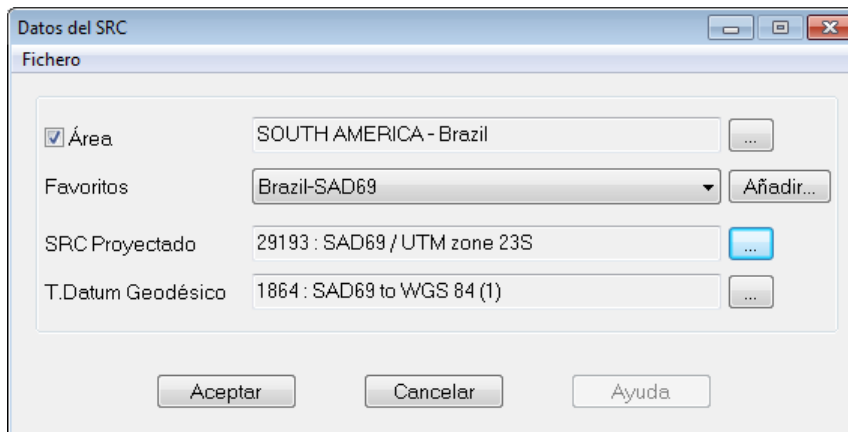 Datos del SRC
Fichero
Área SOUTH AMERICA - Brazil ...
Favoritos Brazil-SAD69 Añadir...
SRC Proyectado 29193 : SAD69 / UTM zone 23S ...
T.Datum Geodésico 1864 : SAD69 to WGS 84 (1) ...
Aceptar Cancelar Ayuda